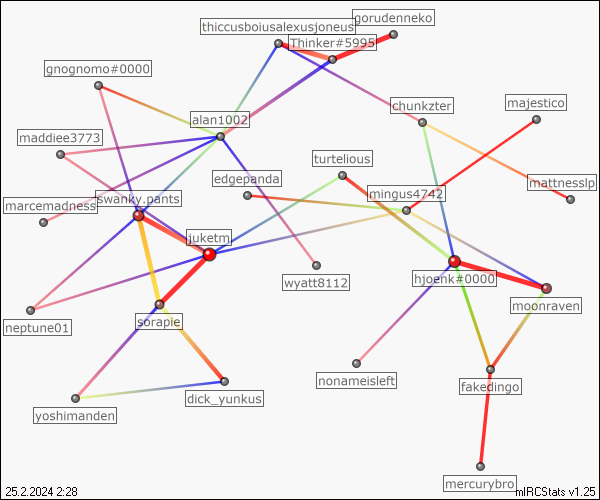 gorudenneko
thiccusboiusalexusjoneus
Thinker#5995
gnognomo#0000
chunkzter
majestico
alan1002
maddiee3773
turtelious
edgepanda
mattnesslp
mingus4742
swanky.pants
marcemadness
juketm
wyatt8112
hjoenk#0000
moonraven
neptune01
sorapie
nonameisleft
fakedingo
dick_yunkus
yoshimanden
mercurybro
25.2.2024 2:28
mIRCStats v1.25